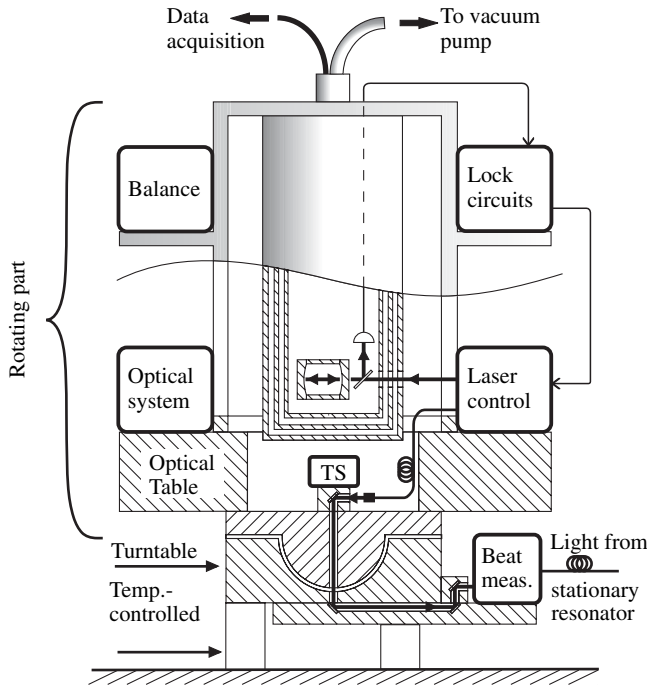 Data
acquisition
To vacuum
pump
Balance
Lock
circuits
Rotating part
Optical
system
Laser
control
Optical
Table
TS
Turntable
Beat
meas.
Light from
stationary
resonator
Temp.-
controlled